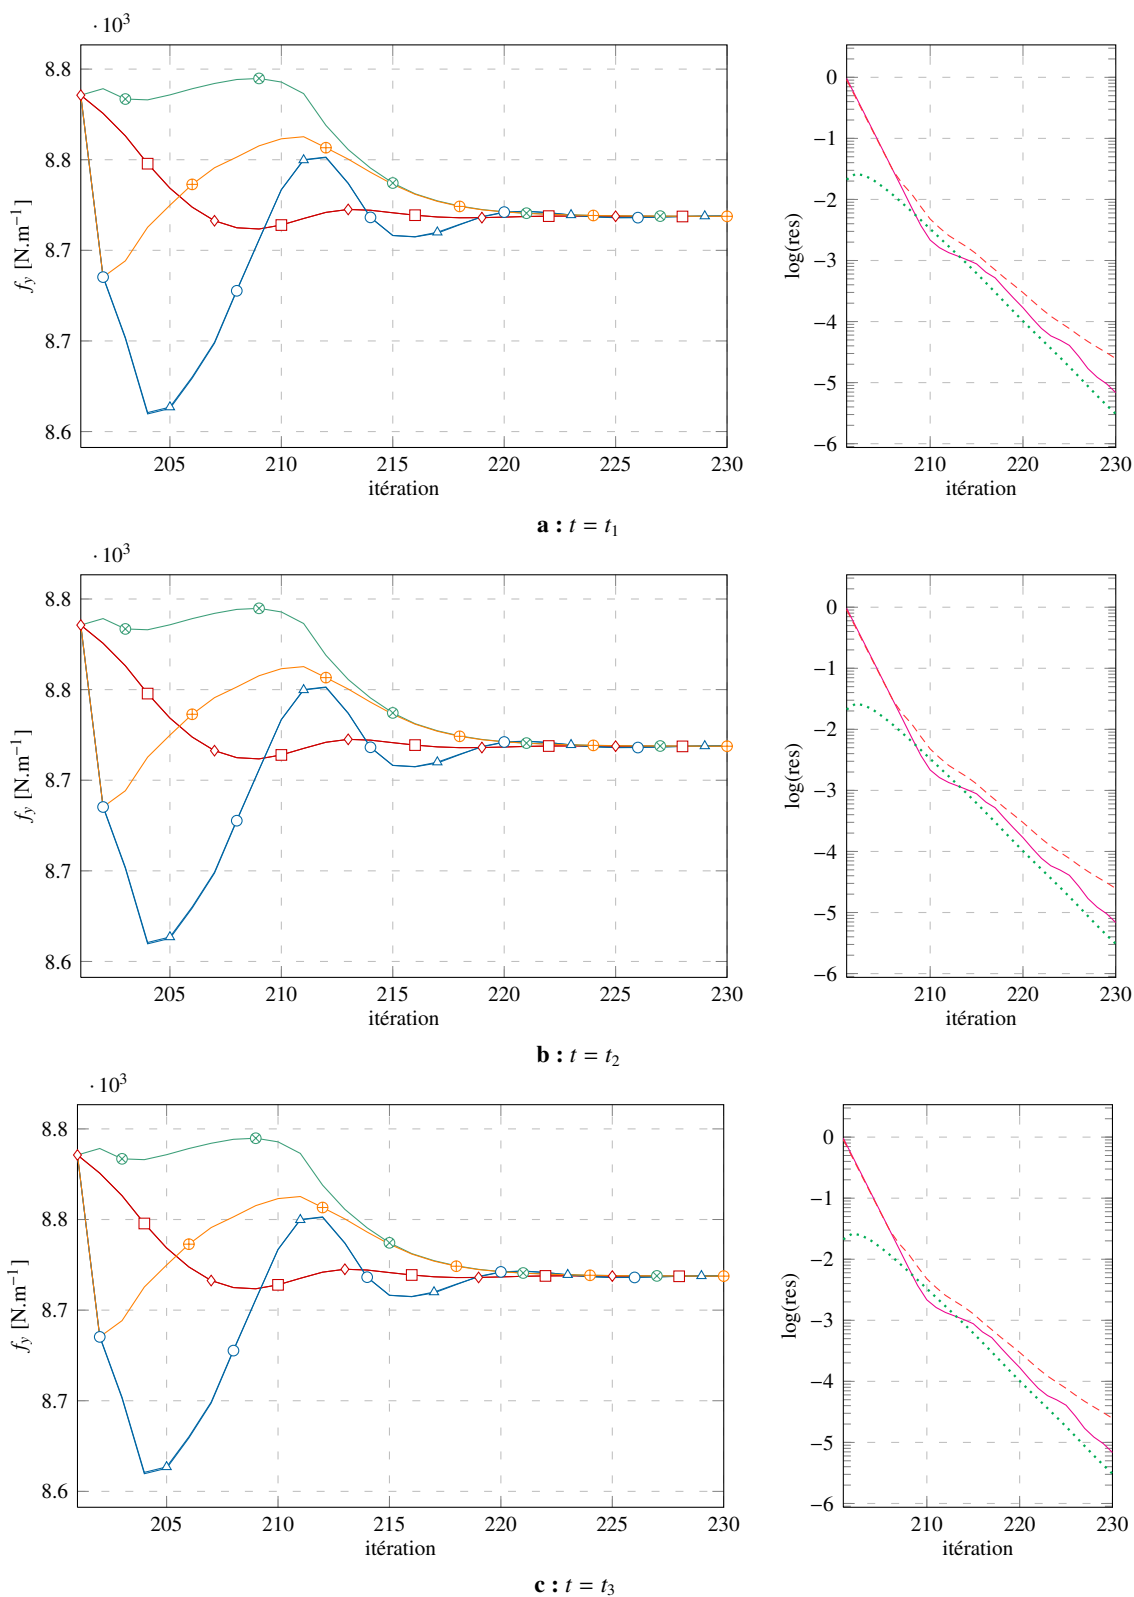 · 10³
8.8
8.8
8.7
8.7
8.6
f_y [N.m⁻¹]
205 210 215 220 225 230
itération
0
−1
−2
−3
−4
−5
−6
log(res)
210 220 230
itération
a : t = t₁
· 10³
8.8
8.8
8.7
8.7
8.6
f_y [N.m⁻¹]
205 210 215 220 225 230
itération
0
−1
−2
−3
−4
−5
−6
log(res)
210 220 230
itération
b : t = t₂
· 10³
8.8
8.8
8.7
8.7
8.6
f_y [N.m⁻¹]
205 210 215 220 225 230
itération
0
−1
−2
−3
−4
−5
−6
log(res)
210 220 230
itération
c : t = t₃